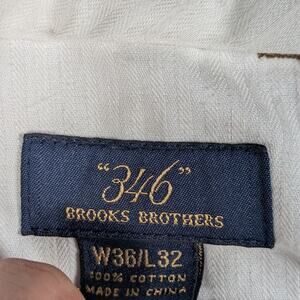 "346"
BROOKS BROTHERS
W36/L32
100% COTTON
MADE IN CHINA